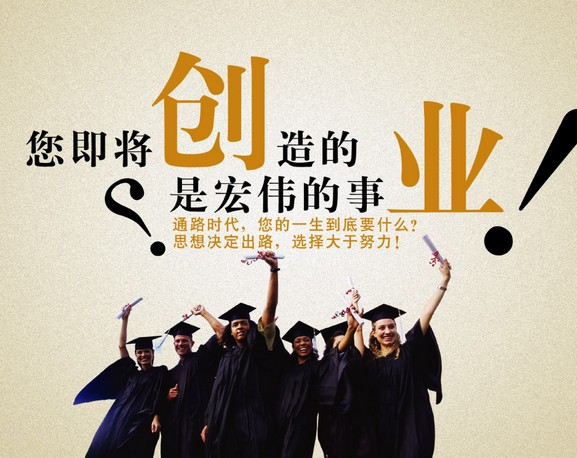 您即将创造的
是宏伟的事业!
?
通路时代，您的一生到底要什么?
思想决定出路，选择大于努力!